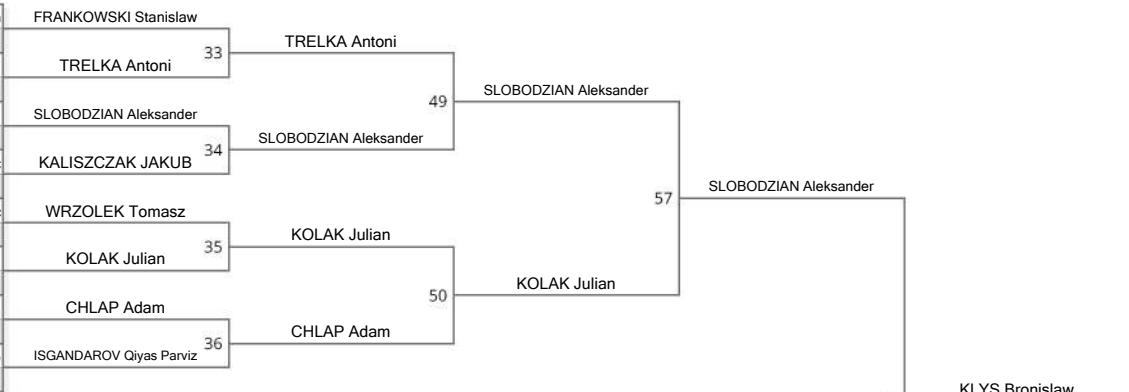 FRANKOWSKI Stanislaw
33
TRELKA Antoni
TRELKA Antoni
49
SLOBODZIAN Aleksander
SLOBODZIAN Aleksander
34
SLOBODZIAN Aleksander
KALISZCZAK JAKUB
57
SLOBODZIAN Aleksander
WRZOLEK Tomasz
35
KOLAK Julian
KOLAK Julian
50
KOLAK Julian
CHLAP Adam
36
CHLAP Adam
ISGANDAROV Qiyas Parviz
KLYS Bronislaw